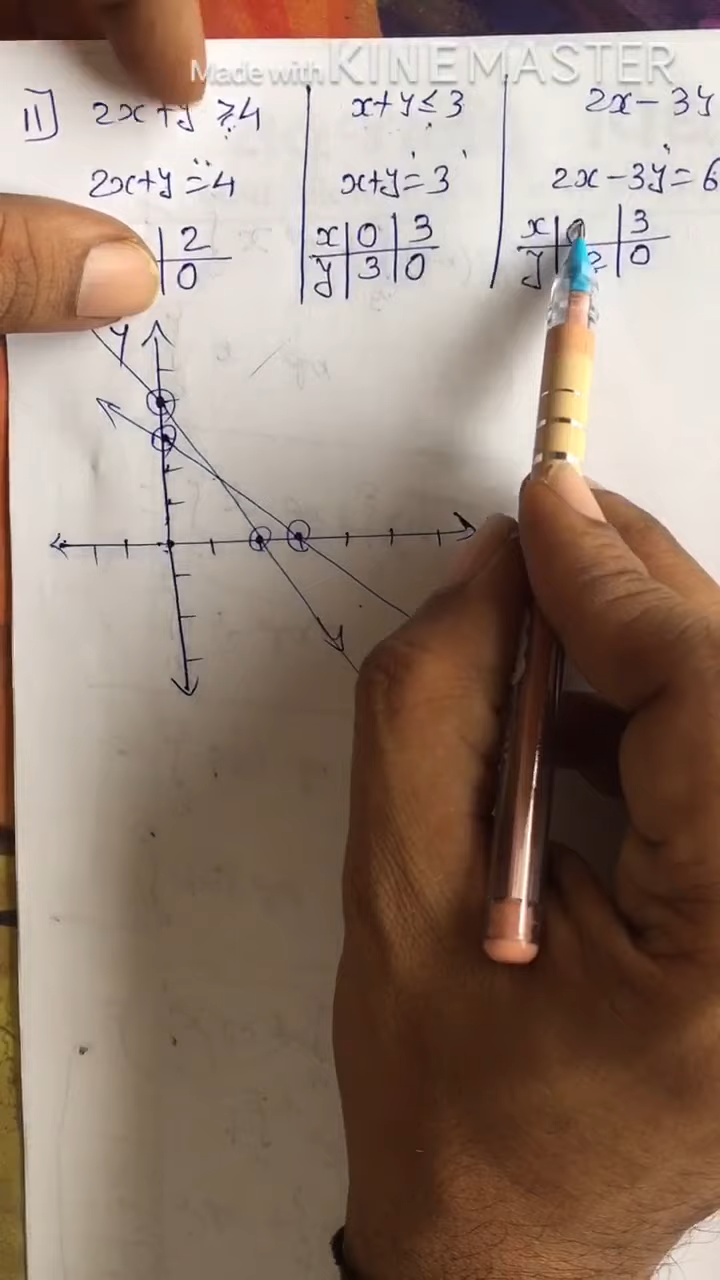 Made with KINEMASTER
11] 2x+y ≥4 x+y≤3 2x-3y
2x+y=4 x+y=3 2x-3y=6
2 x 0 3 x 0 3
0 y 3 0 y 0
y